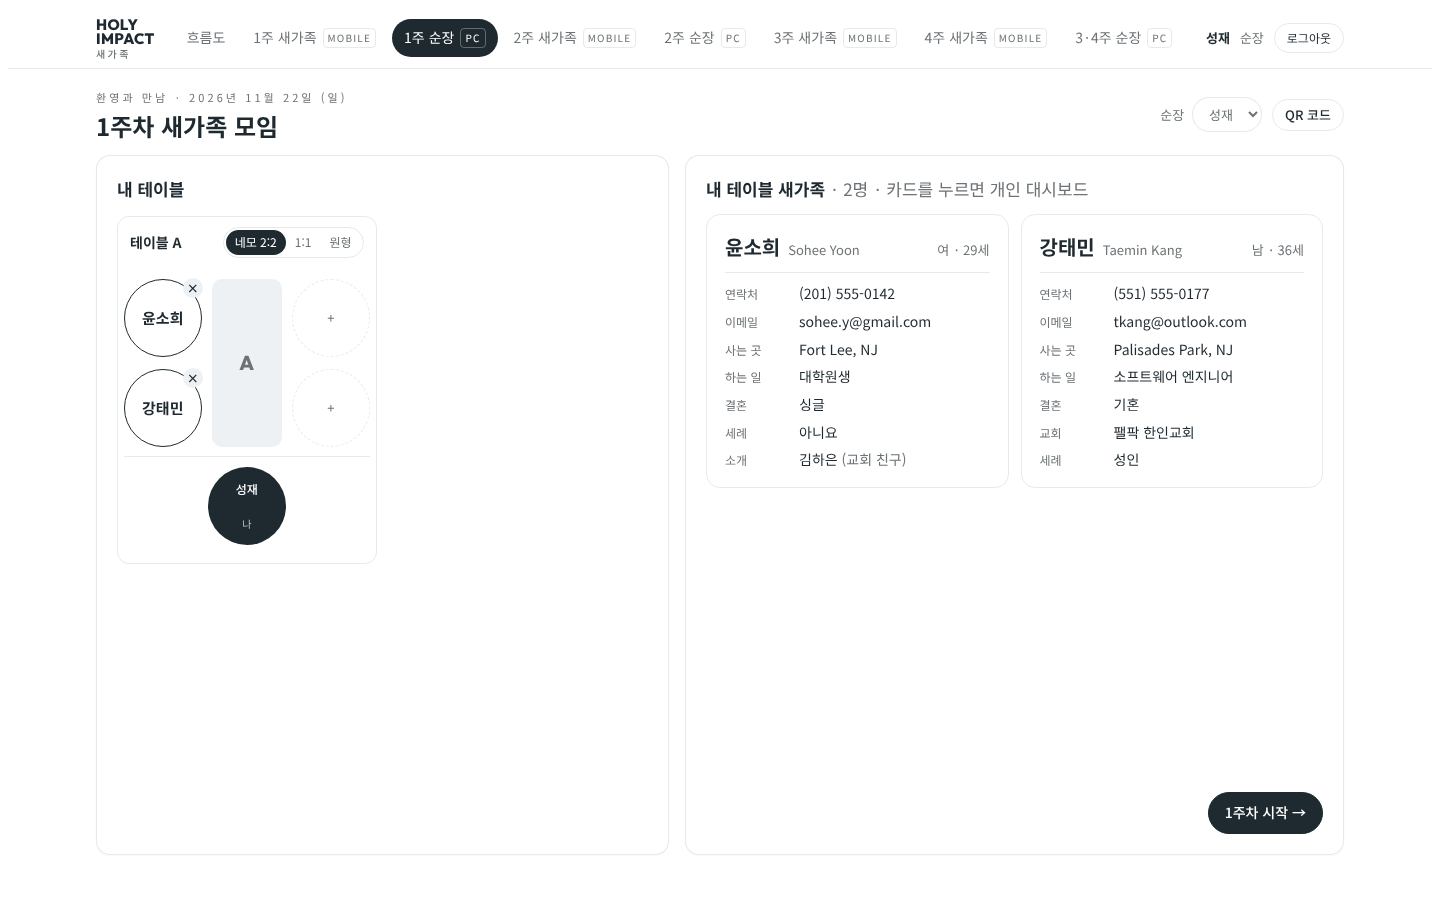 HOLY
IMPACT
새가족
흐름도
1주 새가족 MOBILE
1주 순장 PC
2주 새가족 MOBILE
2주 순장 PC
3주 새가족 MOBILE
4주 새가족 MOBILE
3·4주 순장 PC
성재 순장
로그아웃
환영과 만남 · 2026년 11월 22일 (일)
1주차 새가족 모임
순장 성재
QR 코드
내 테이블
테이블 A
네모 2:2 1:1 원형
윤소희 ×
A
+
강태민 ×
+
성재
나
내 테이블 새가족 · 2명 · 카드를 누르면 개인 대시보드
윤소희 Sohee Yoon 여 · 29세
연락처 (201) 555-0142
이메일 sohee.y@gmail.com
사는 곳 Fort Lee, NJ
하는 일 대학원생
결혼 싱글
세례 아니요
소개 김하은 (교회 친구)
강태민 Taemin Kang 남 · 36세
연락처 (551) 555-0177
이메일 tkang@outlook.com
사는 곳 Palisades Park, NJ
하는 일 소프트웨어 엔지니어
결혼 기혼
교회 팰팍 한인교회
세례 성인
1주차 시작 →